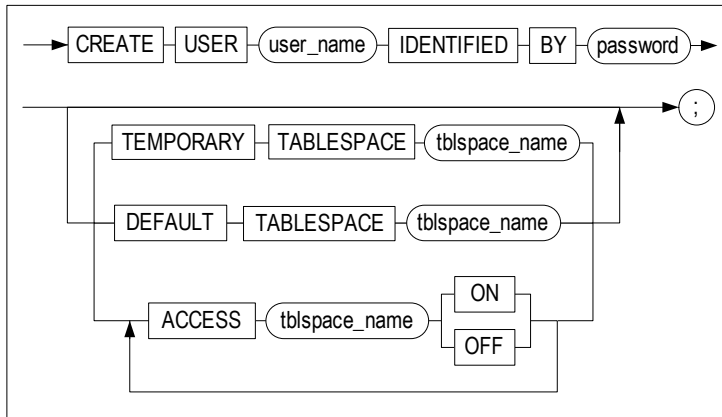 CREATE USER user_name IDENTIFIED BY password
;
TEMPORARY TABLESPACE tblspace_name
DEFAULT TABLESPACE tblspace_name
ON
ACCESS tblspace_name
OFF